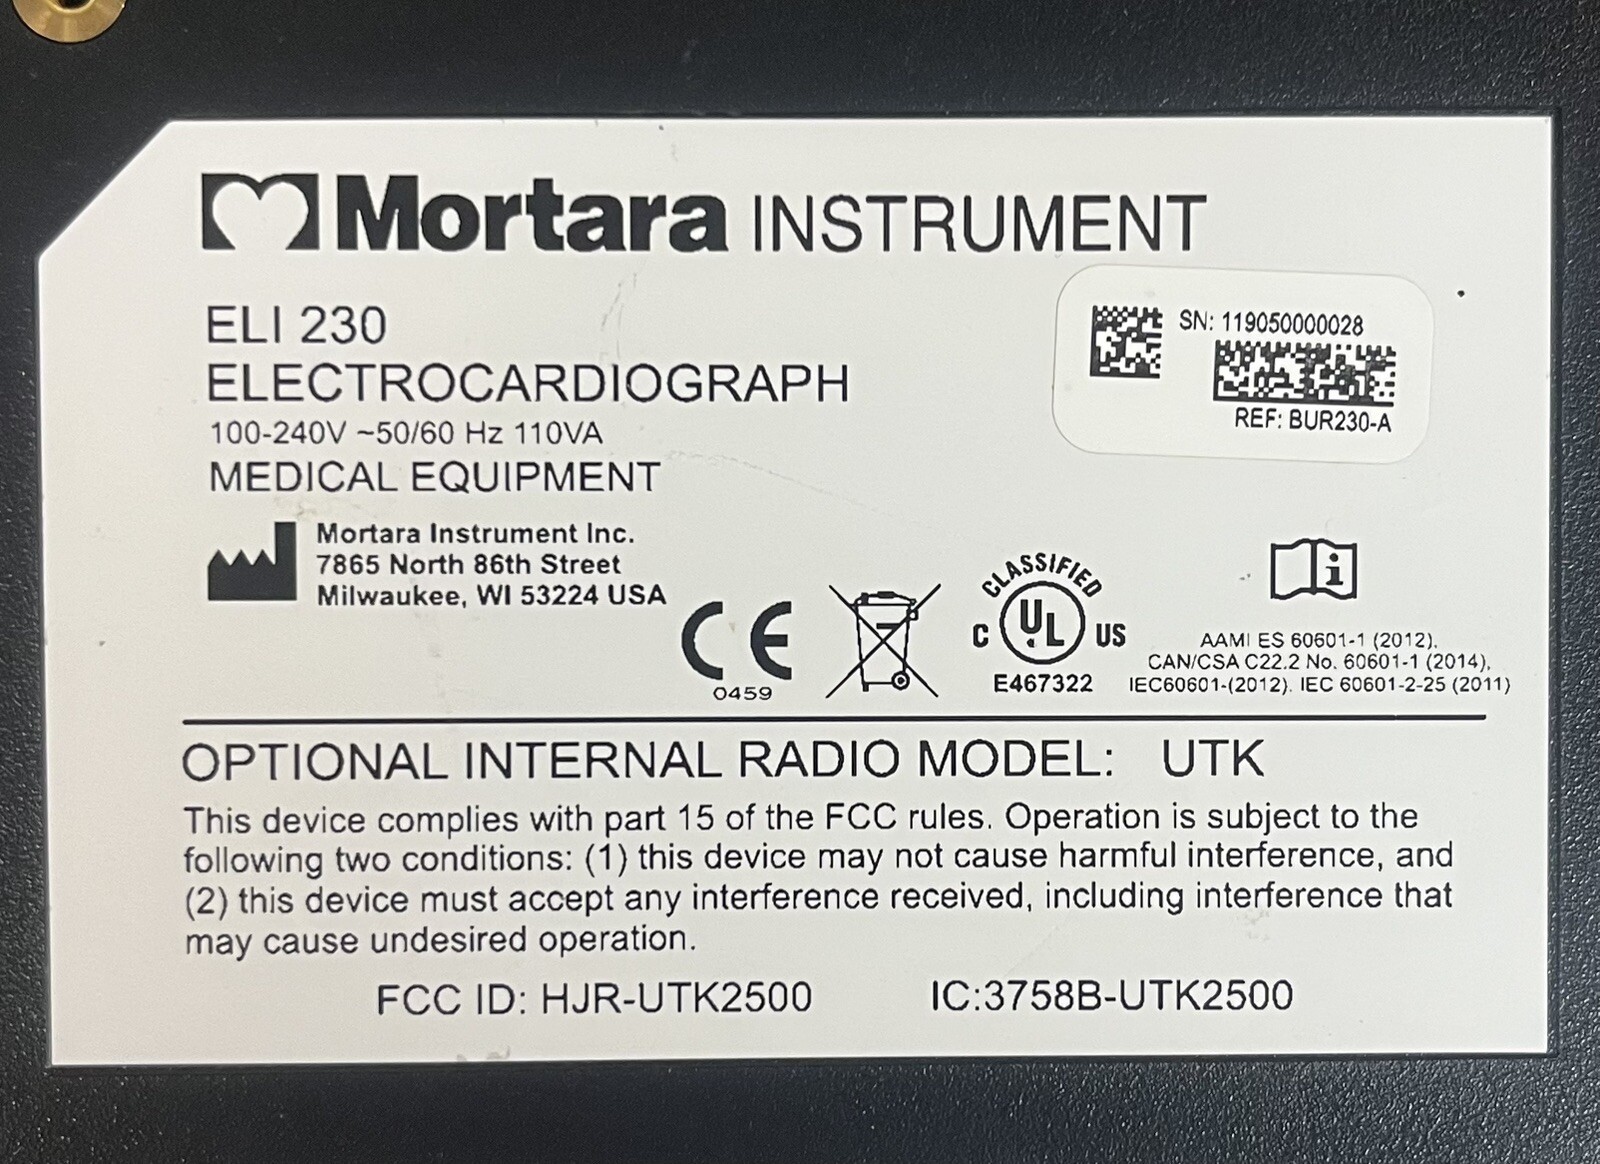 Mortara INSTRUMENT
ELI 230
ELECTROCARDIOGRAPH
100-240V ~50/60 Hz 110VA
MEDICAL EQUIPMENT
SN: 119050000028
REF: BUR230-A
Mortara Instrument Inc.
7865 North 86th Street
Milwaukee, WI 53224 USA
CE
0459
CLASSIFIED
C UL US
E467322
i
AAMI ES 60601-1 (2012).
CAN/CSA C22.2 No. 60601-1 (2014),
IEC60601-(2012). IEC 60601-2-25 (2011)
OPTIONAL INTERNAL RADIO MODEL: UTK
This device complies with part 15 of the FCC rules. Operation is subject to the
following two conditions: (1) this device may not cause harmful interference, and
(2) this device must accept any interference received, including interference that
may cause undesired operation.
FCC ID: HJR-UTK2500 IC:3758B-UTK2500